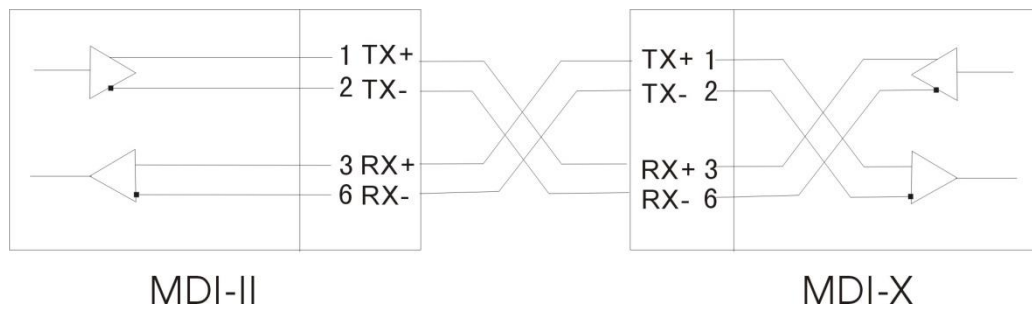 1 TX+
2 TX-
3 RX+
6 RX-
MDI-II
TX+ 1
TX- 2
RX+ 3
RX- 6
MDI-X